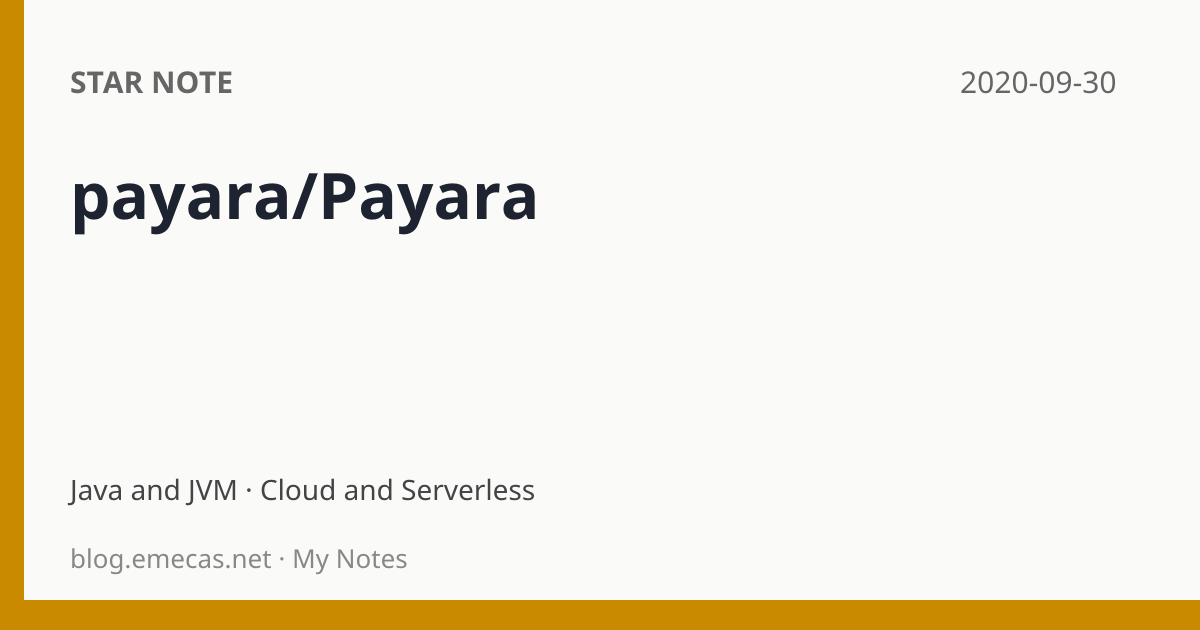 STAR NOTE
2020-09-30
payara/Payara
Java and JVM · Cloud and Serverless
blog.emecas.net · My Notes